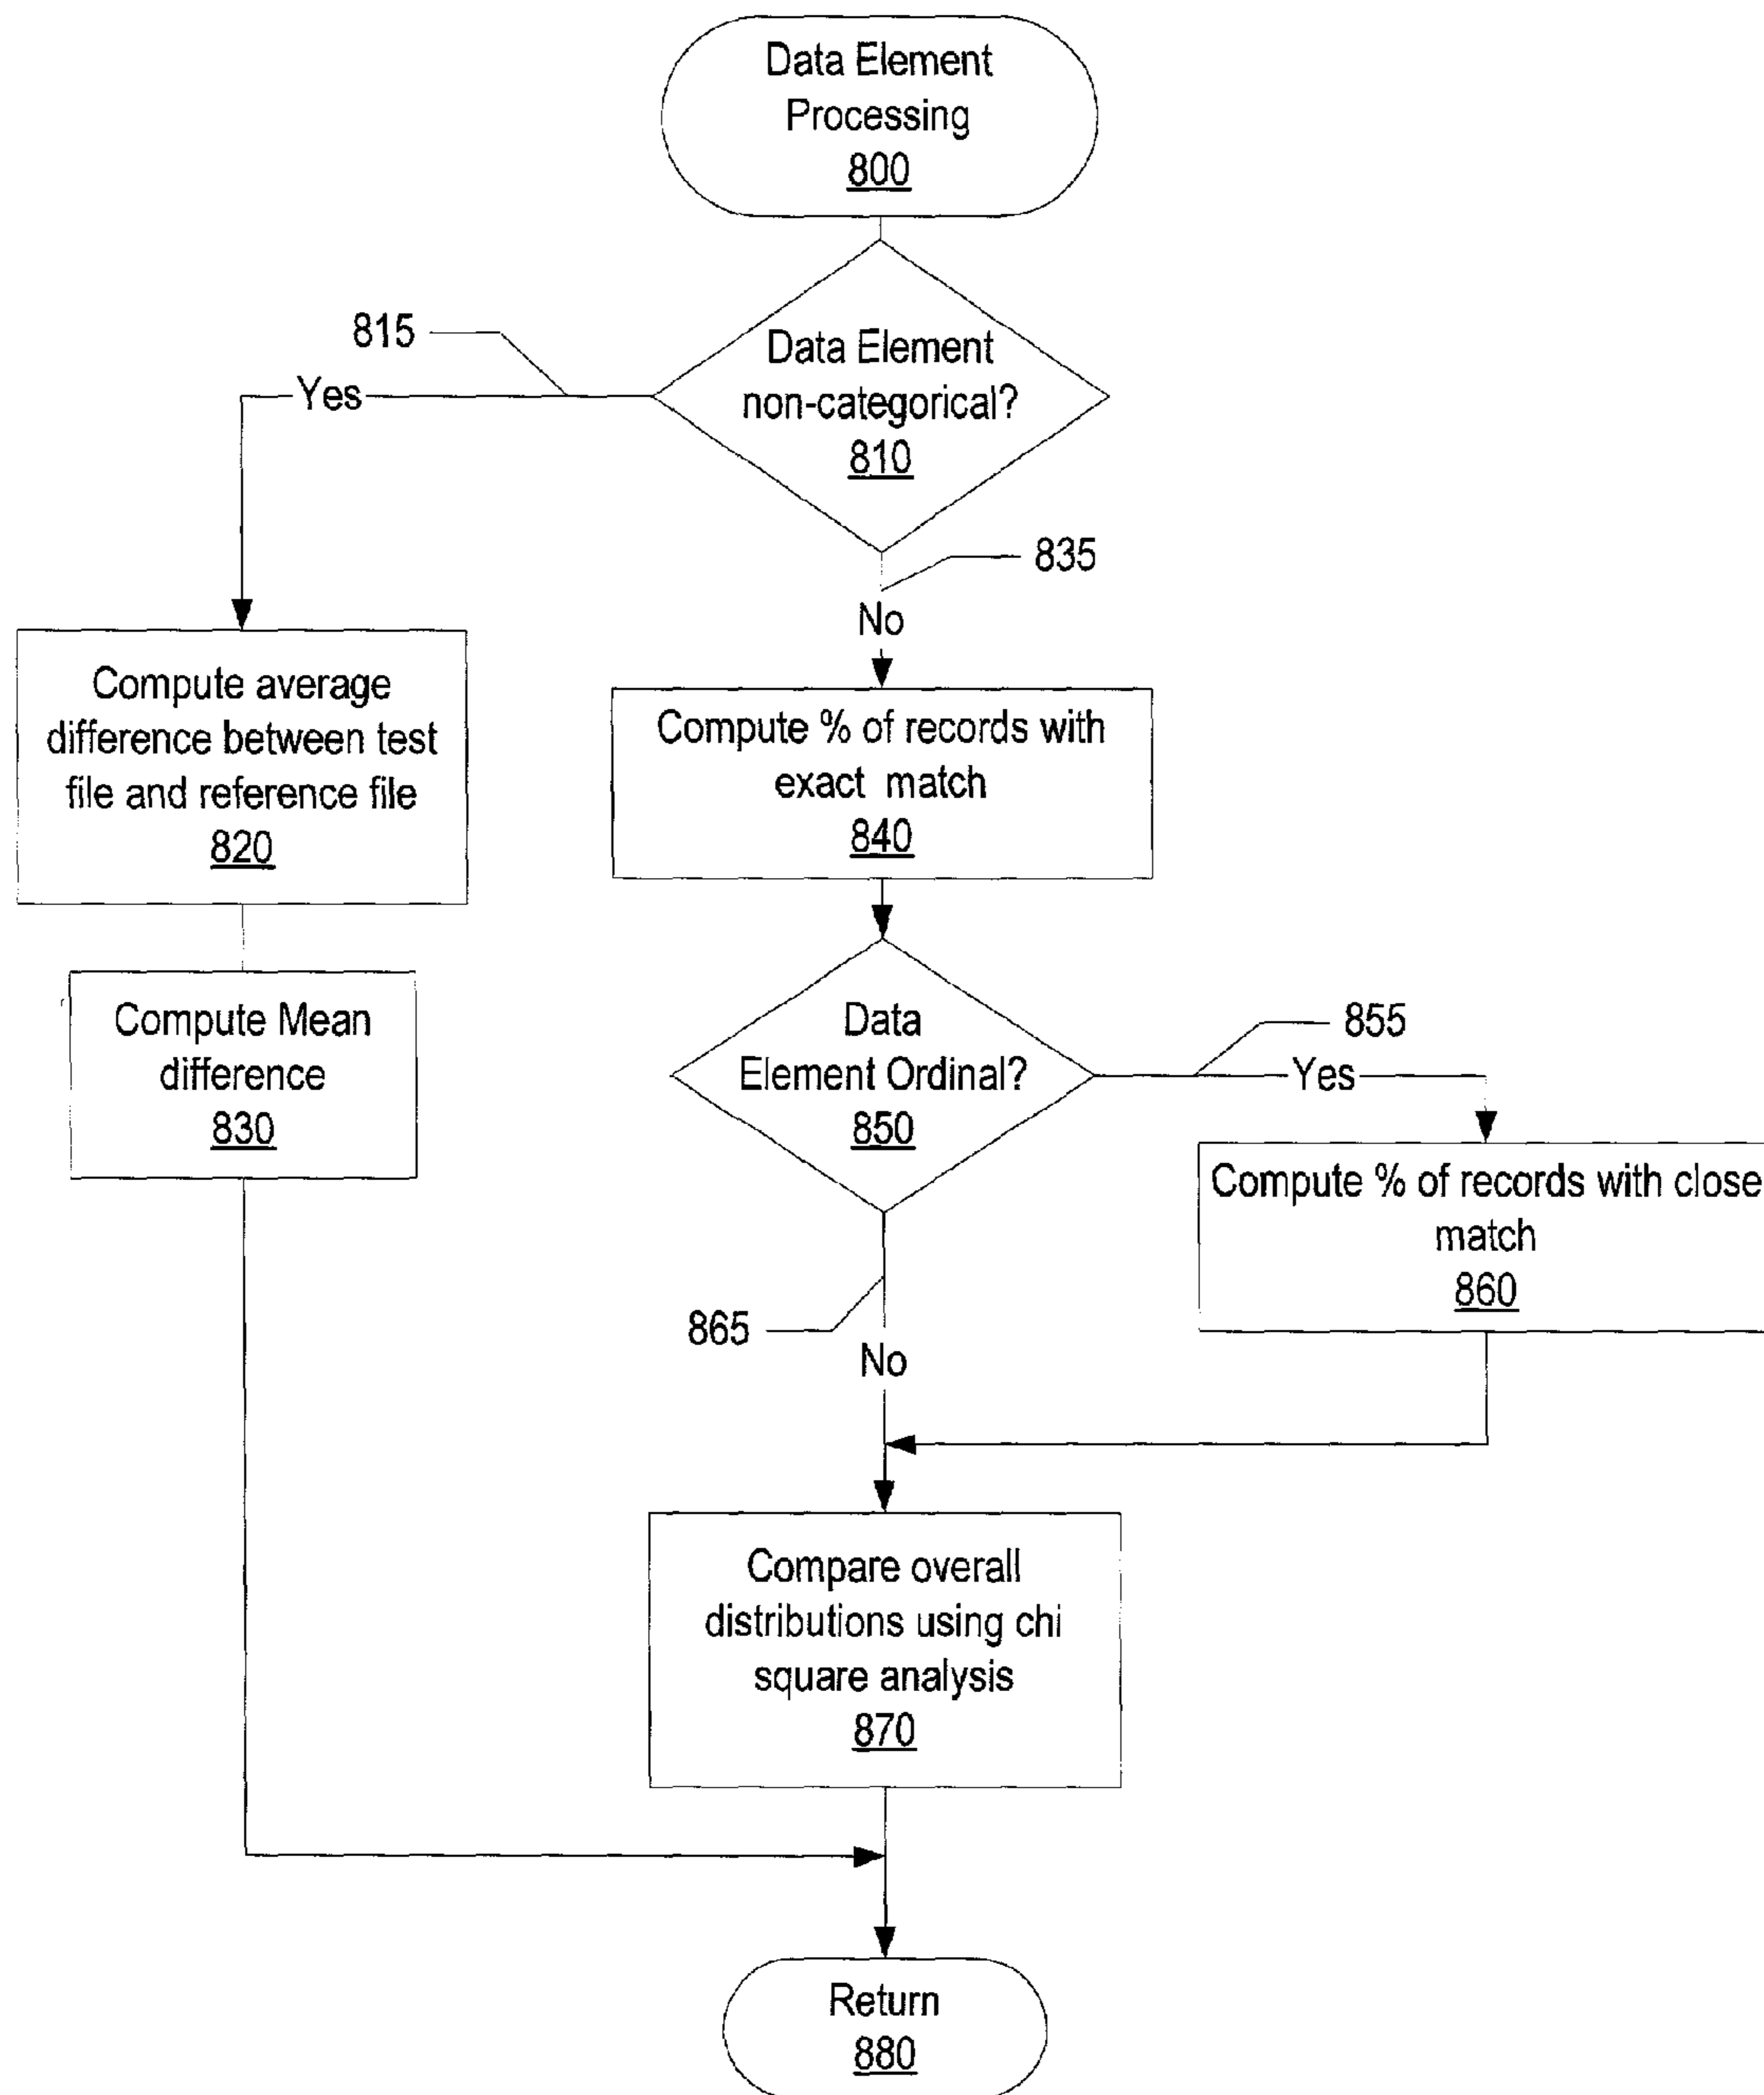 Data Element
Processing
800
815
Data Element
non-categorical?
810
Yes
835
No
Compute average
difference between test
file and reference file
820
Compute % of records with
exact match
840
Compute Mean
difference
830
Data
Element Ordinal?
850
855
Yes
Compute % of records with close
match
860
865
No
Compare overall
distributions using chi
square analysis
870
Return
880